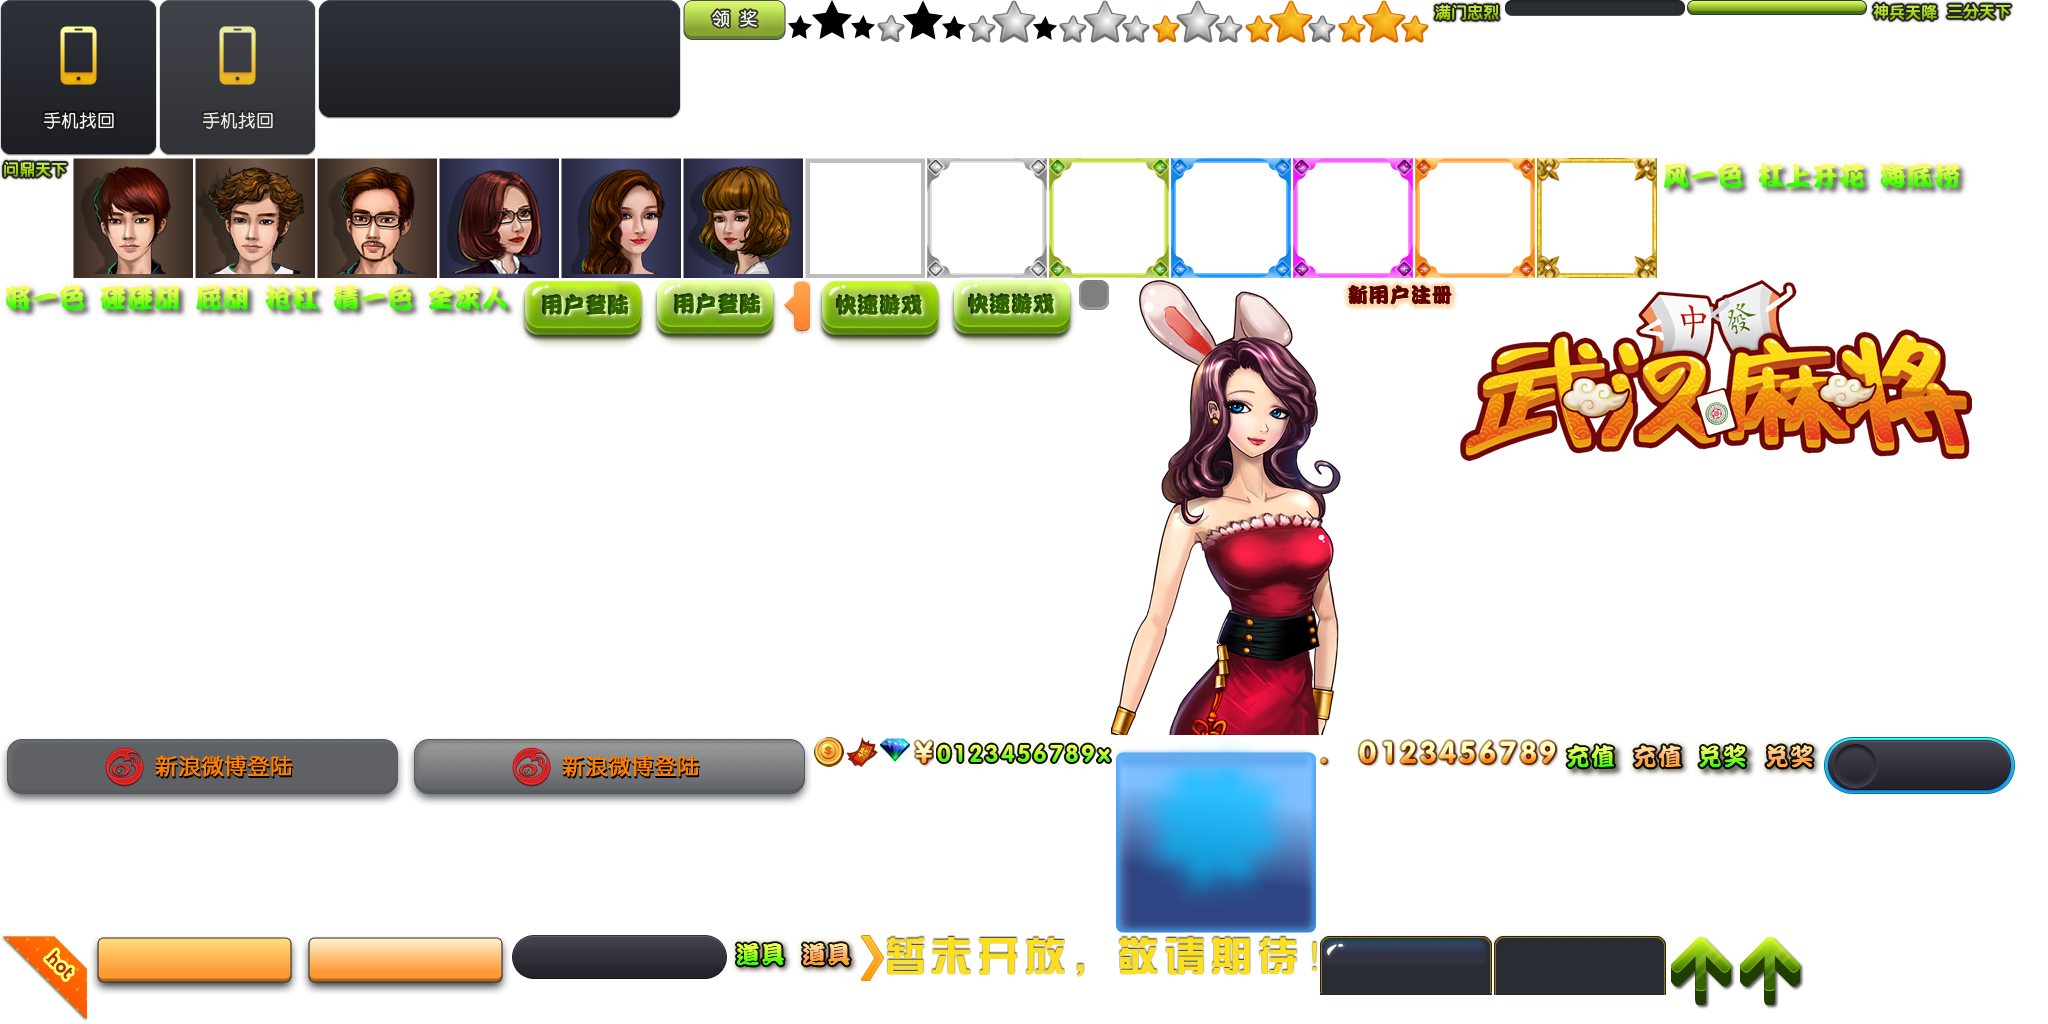 领 奖
满门忠烈
神兵天降 三分天下
手机找回
手机找回
问鼎天下
风一色 杠上开花 海底捞
将一色 碰碰胡 屁胡 抢杠 清一色 全求人
用户登陆
用户登陆
快速游戏
快速游戏
新用户注册
中
發
武汉麻将
新浪微博登陆
新浪微博登陆
¥0123456789x
. 0123456789
充值
充值
兑奖
兑奖
hot
道具
道具
暂未开放，敬请期待!